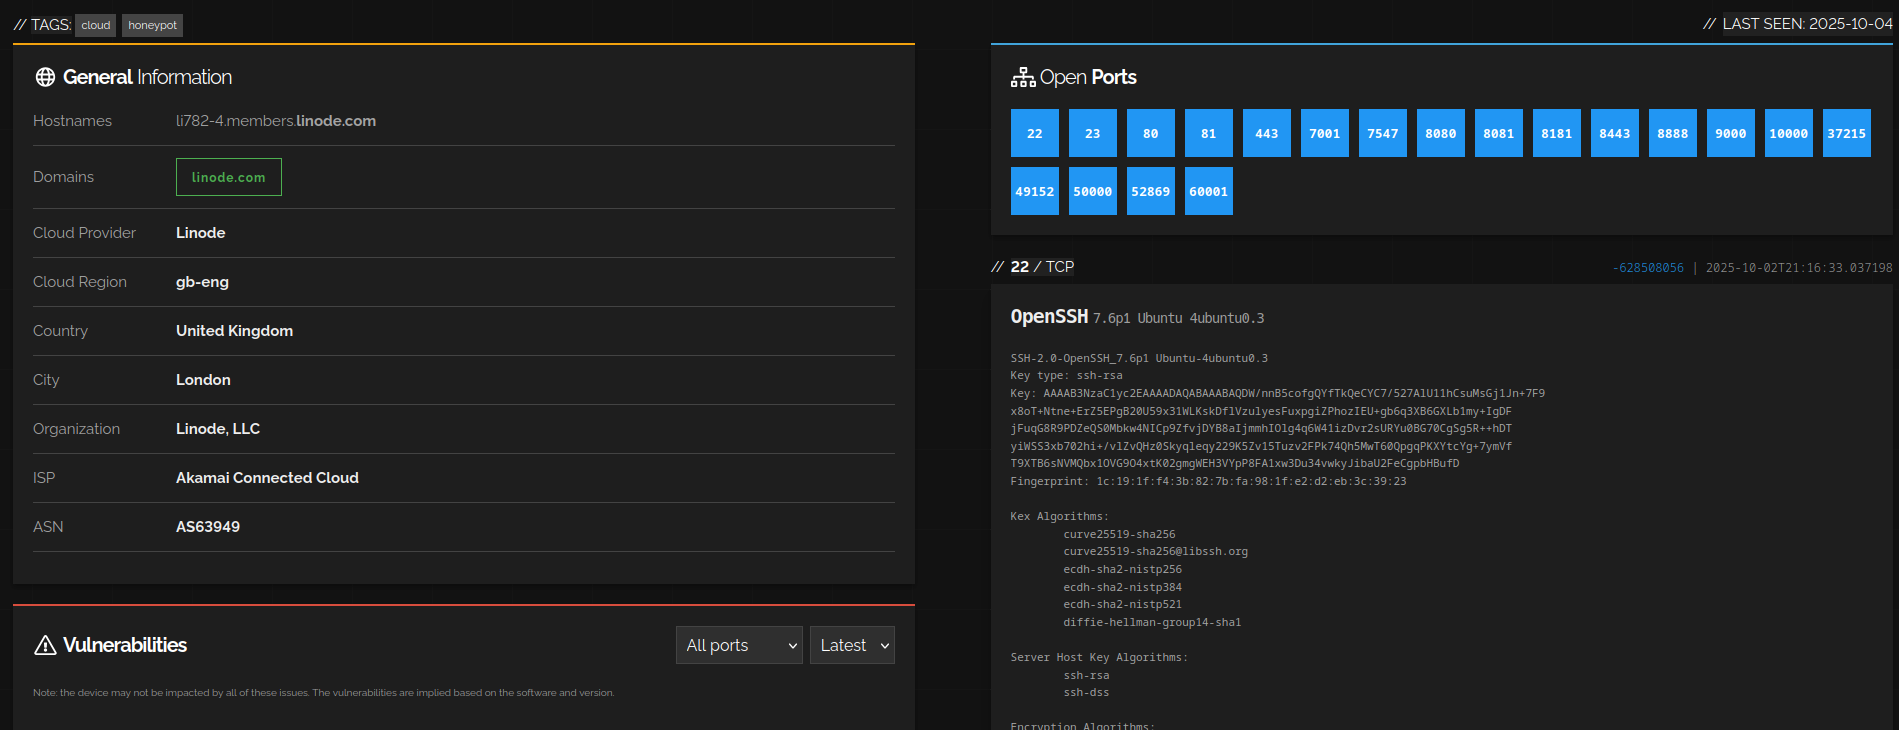 // TAGS: cloud honeypot
// LAST SEEN: 2025-10-04
General Information
Hostnames li782-4.members.linode.com
Domains linode.com
Cloud Provider Linode
Cloud Region gb-eng
Country United Kingdom
City London
Organization Linode, LLC
ISP Akamai Connected Cloud
ASN AS63949
Vulnerabilities All ports Latest
Note: the device may not be impacted by all of these issues. The vulnerabilities are implied based on the software and version.
Open Ports
22 23 80 81 443 7001 7547 8080 8081 8181 8443 8888 9000 10000 37215
49152 50000 52869 60001
// 22 / TCP
-628508056 | 2025-10-02T21:16:33.037198
OpenSSH 7.6p1 Ubuntu 4ubuntu0.3
SSH-2.0-OpenSSH_7.6p1 Ubuntu-4ubuntu0.3
Key type: ssh-rsa
Key: AAAAB3NzaC1yc2EAAAADAQABAAABAQDW/nnB5cofgQYfTkQeCYC7/527AlU11hCsuMsGj1Jn+7F9
x8oT+Ntne+ErZ5EPgB20U59x31WLKskDflVzulyesFuxpgiZPhozIEU+gb6q3XB6GXLb1my+IgDF
jFuqG8R9PDZeQS0Mbkw4NICp9ZfvjDYB8aIjmmhIOlg4q6W41izDvr2sURYu0BG70CgSg5R++hDT
yiWSS3xb702hi+/vlZvQHz0Skyqleqy229K5Zv15Tuzv2FPk74Qh5MwT60QpgqPKXYtcYg+7ymVf
T9XTB6sNVMQbx1OVG9O4xtK02gmgWEH3VYpP8FA1xw3Du34vwkyJibaU2FeCgpbHBufD
Fingerprint: 1c:19:1f:f4:3b:82:7b:fa:98:1f:e2:d2:eb:3c:39:23
Kex Algorithms:
curve25519-sha256
curve25519-sha256@libssh.org
ecdh-sha2-nistp256
ecdh-sha2-nistp384
ecdh-sha2-nistp521
diffie-hellman-group14-sha1
Server Host Key Algorithms:
ssh-rsa
ssh-dss
Encryption Algorithms: